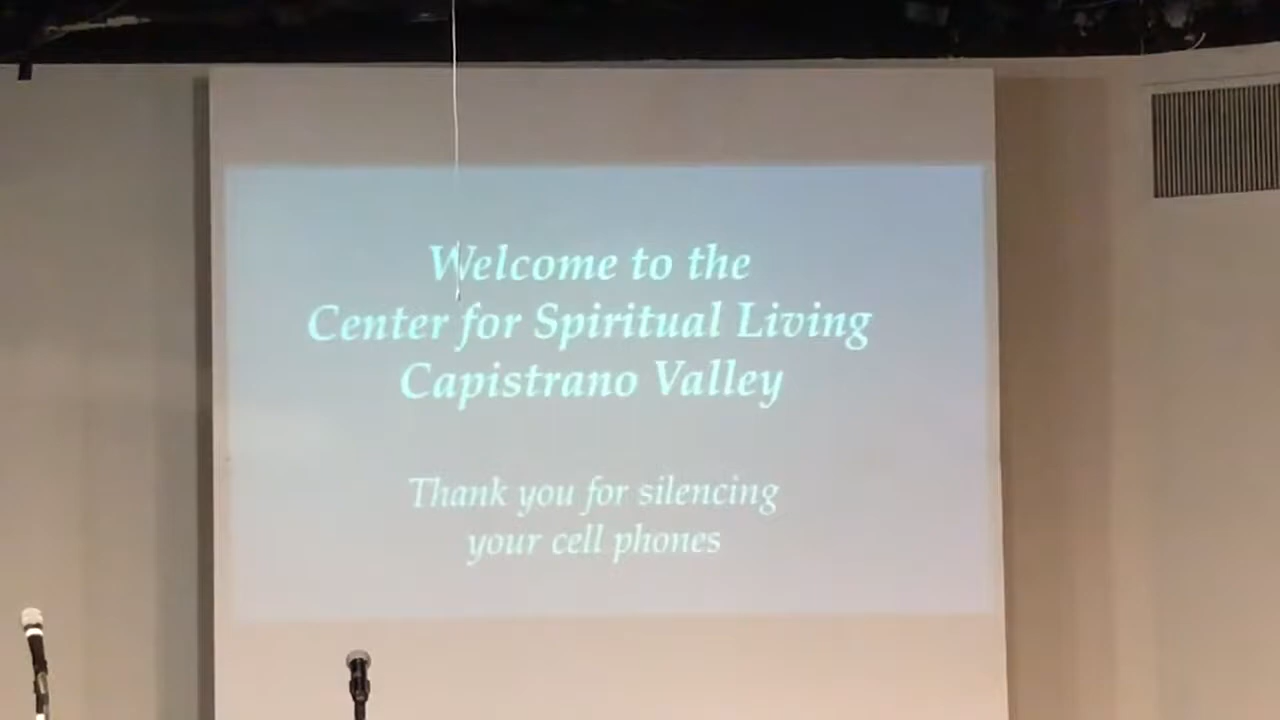 Welcome to the
Center for Spiritual Living
Capistrano Valley
Thank you for silencing
your cell phones